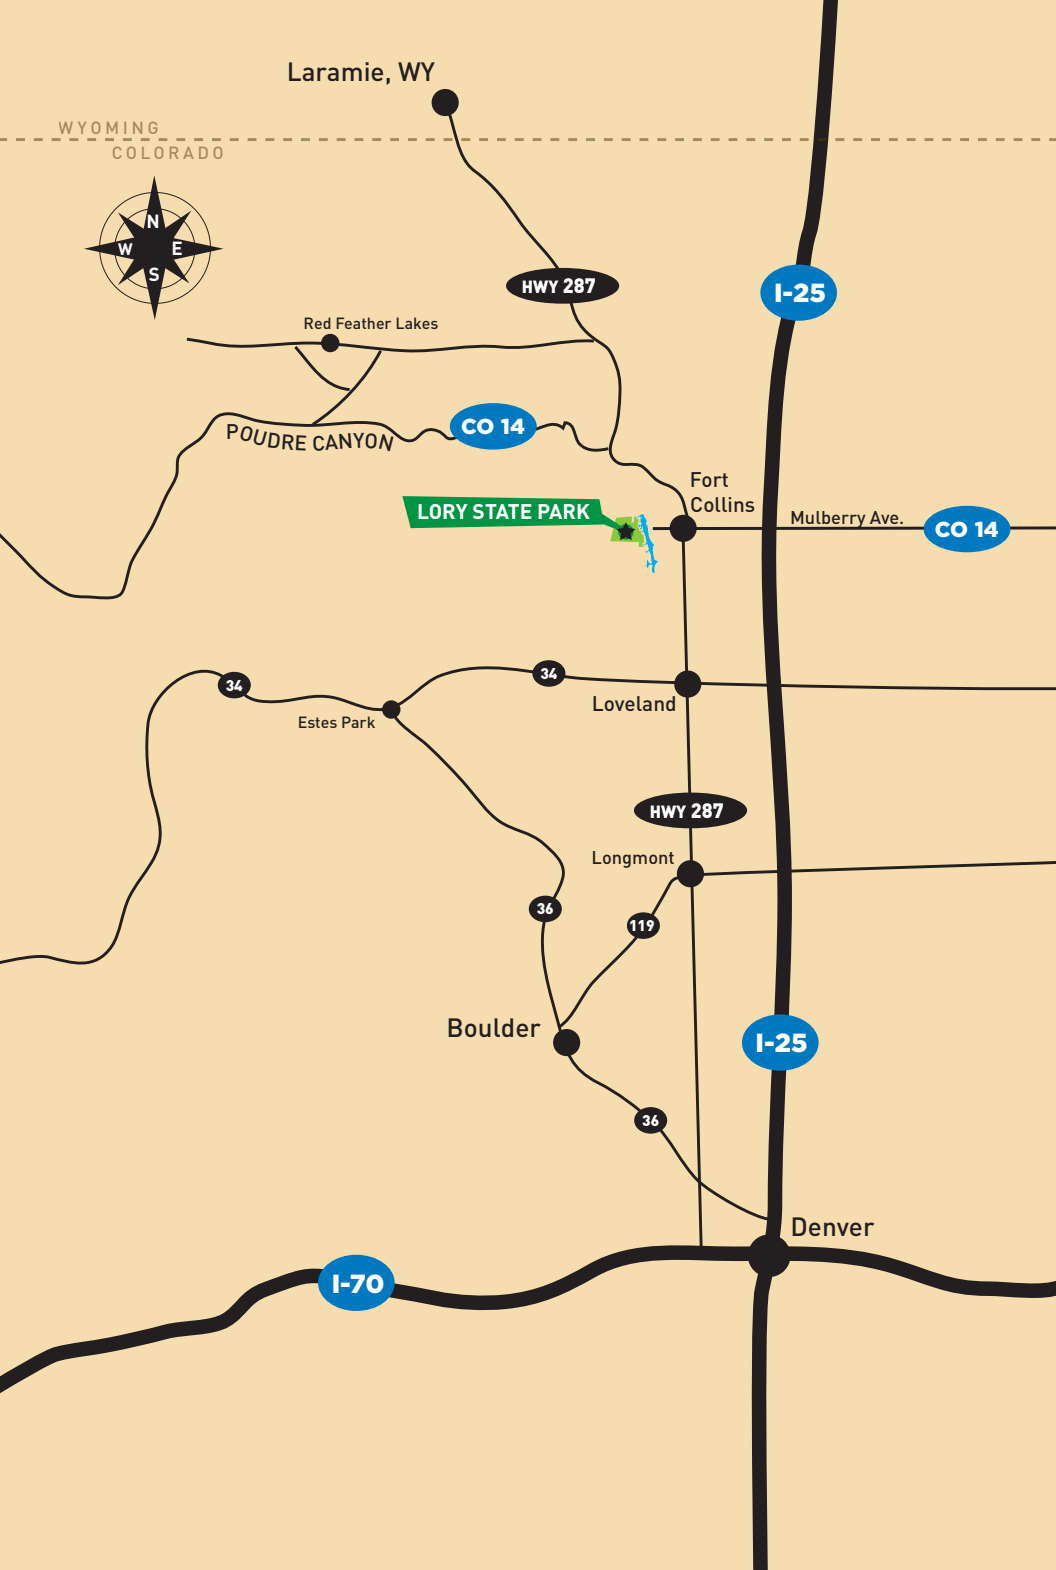 Laramie, WY
WYOMING
COLORADO
N
W E
S
HWY 287
I-25
Red Feather Lakes
CO 14
POUDRE CANYON
Fort
Collins
LORY STATE PARK
Mulberry Ave.
CO 14
34
34
Loveland
Estes Park
HWY 287
Longmont
36
119
Boulder
I-25
36
Denver
I-70